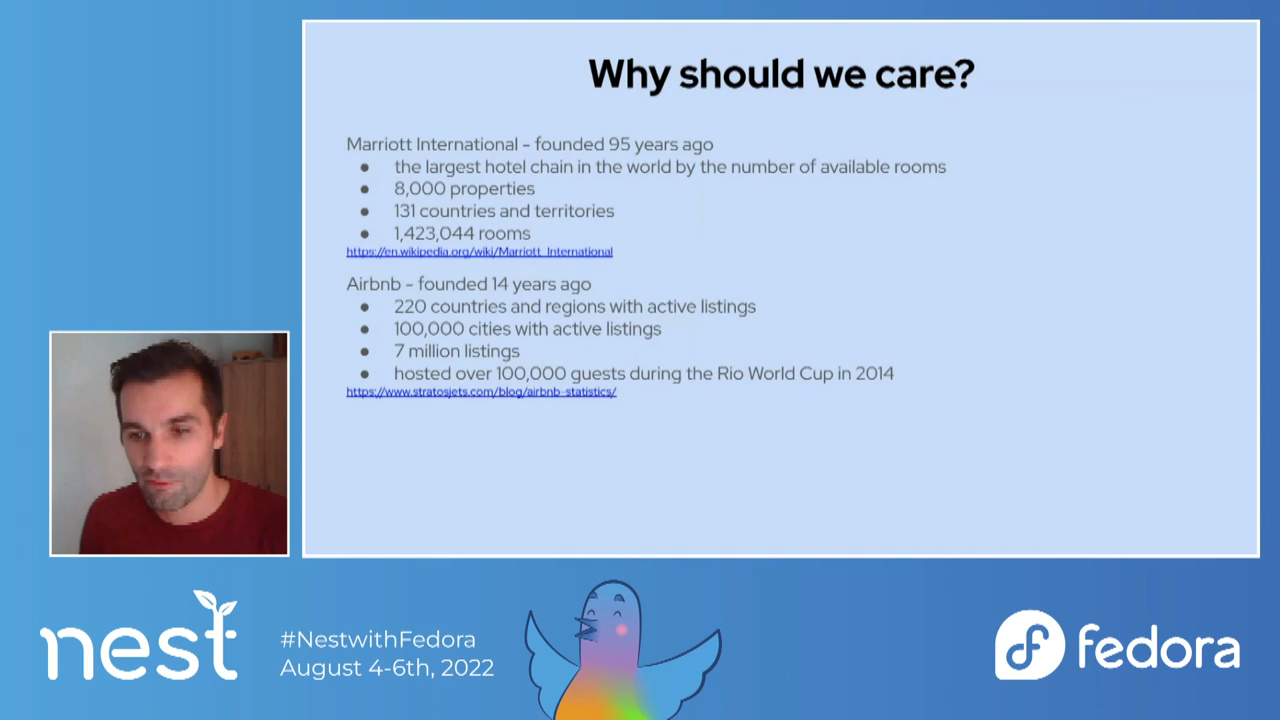 Why should we care?
Marriott International - founded 95 years ago
● the largest hotel chain in the world by the number of available rooms
● 8,000 properties
● 131 countries and territories
● 1,423,044 rooms
https://en.wikipedia.org/wiki/Marriott_International
Airbnb - founded 14 years ago
● 220 countries and regions with active listings
● 100,000 cities with active listings
● 7 million listings
● hosted over 100,000 guests during the Rio World Cup in 2014
https://www.stratosjets.com/blog/airbnb-statistics/
nest
#NestwithFedora
August 4-6th, 2022
fedora